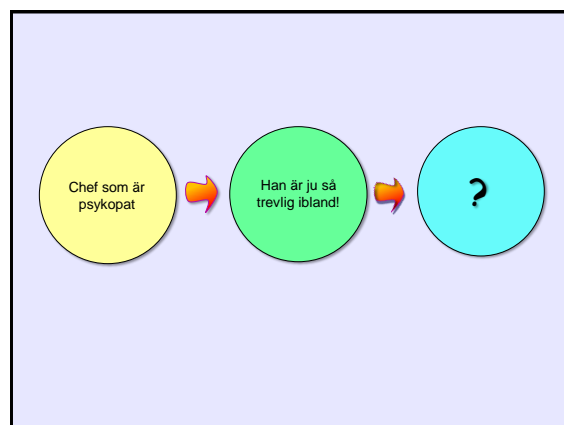 Chef som är
psykopat
Han är ju så
trevlig ibland!
?